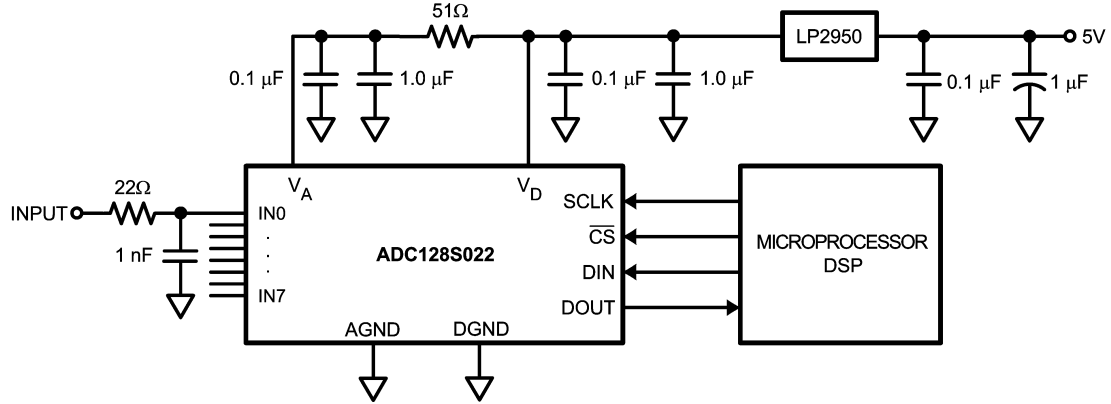 51Ω
LP2950
5V
0.1 µF
1.0 µF
0.1 µF
1.0 µF
0.1 µF
1 µF
VA
VD
22Ω
INPUT
IN0
SCLK
1 nF
.
.
.
ADC128S022
CS
MICROPROCESSOR
DSP
DIN
IN7
DOUT
AGND
DGND